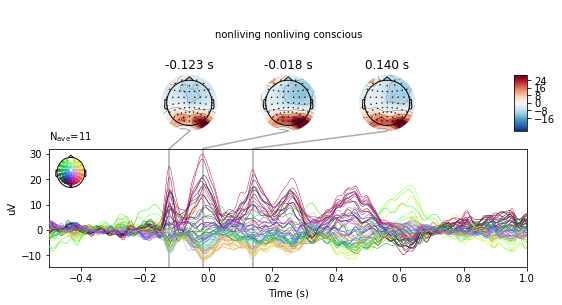 nonliving nonliving conscious
-0.123 s -0.018 s 0.140 s
24
16
8
0
−8
−16
Nave=11
30
20
10
0
−10
uV
−0.4 −0.2 0.0 0.2 0.4 0.6 0.8 1.0
Time (s)